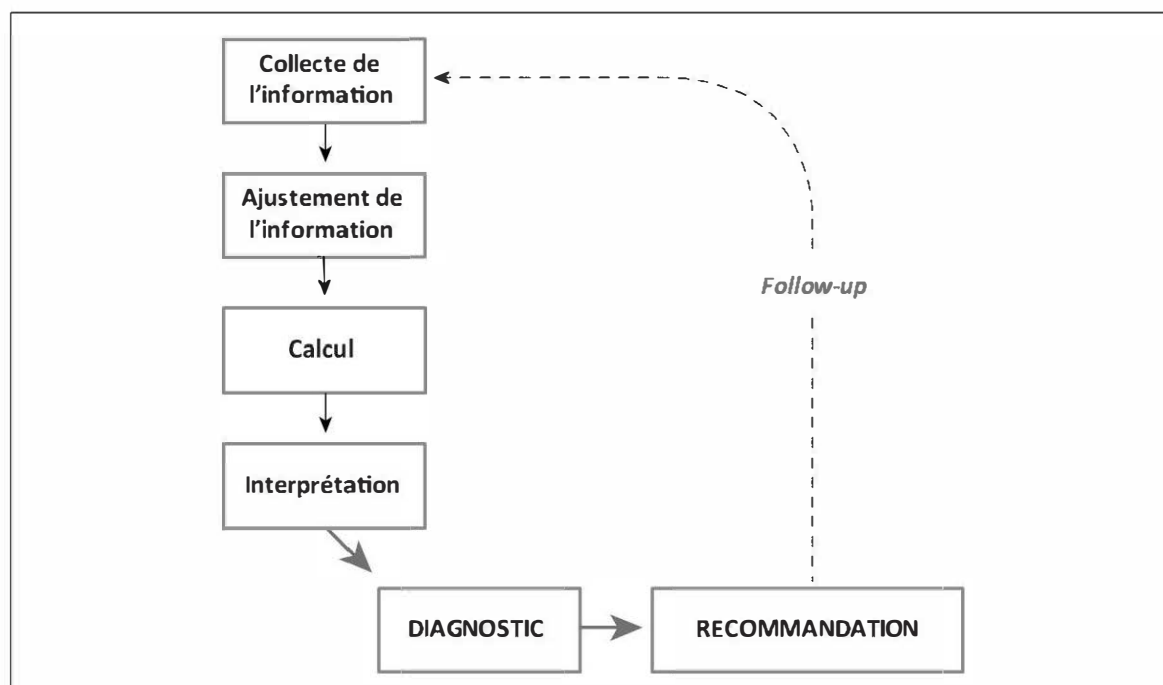 Collecte de
l'information
Ajustement de
l'information
Follow-up
Calcul
Interprétation
DIAGNOSTIC
RECOMMANDATION